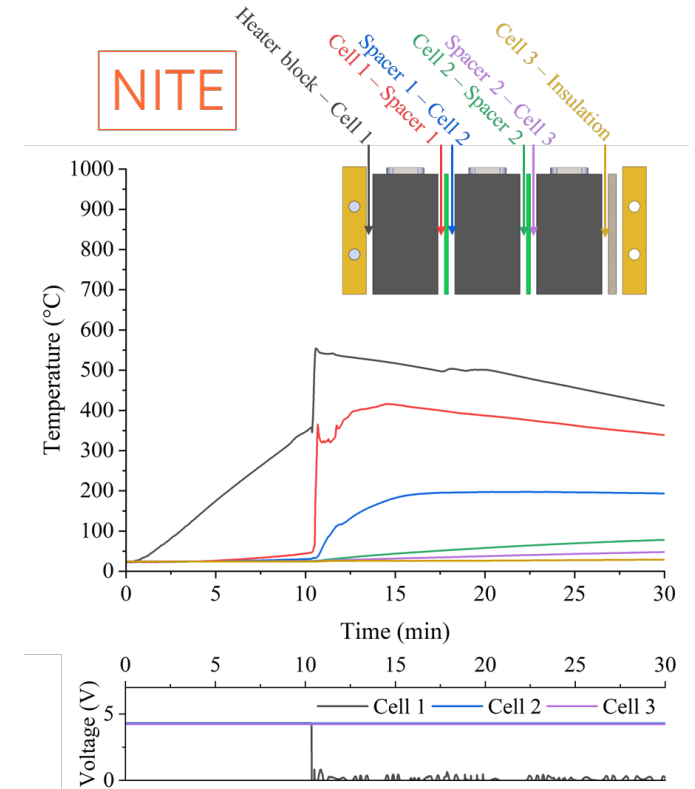 NITE
Heater block – Cell 1
Cell 1 – Spacer 1
Spacer 1 – Cell 2
Cell 2 – Spacer 2
Spacer 2 – Cell 3
Cell 3 – Insulation
1000
900
800
700
600
500
400
300
200
100
0
0 5 10 15 20 25 30
Temperature (°C)
Time (min)
0 5 10 15 20 25 30
Voltage (V)
5
0
Cell 1 Cell 2 Cell 3